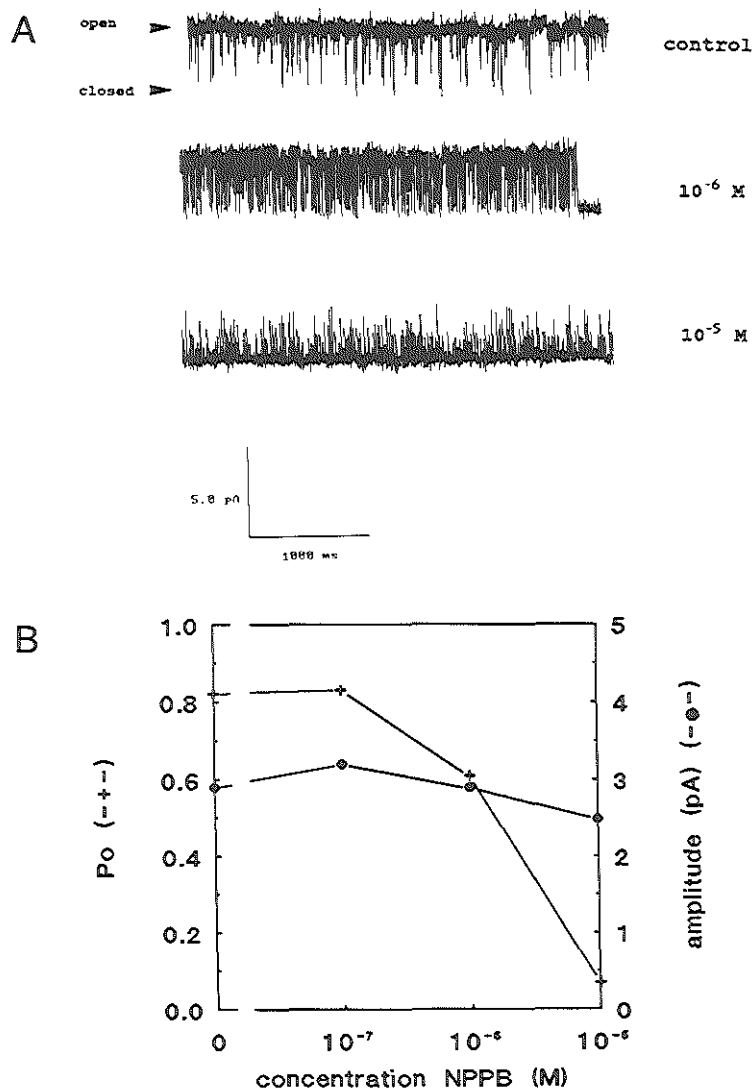 A
open
control
closed
10⁻⁶ M
10⁻⁵ M
5.0 pA
1000 ms
B
1.0
0.8
0.6
0.4
0.2
0.0
Po (-+-)
5
4
3
2
1
0
amplitude (pA) (-●-)
0 10⁻⁷ 10⁻⁶ 10⁻⁵
concentration NPPB (M)